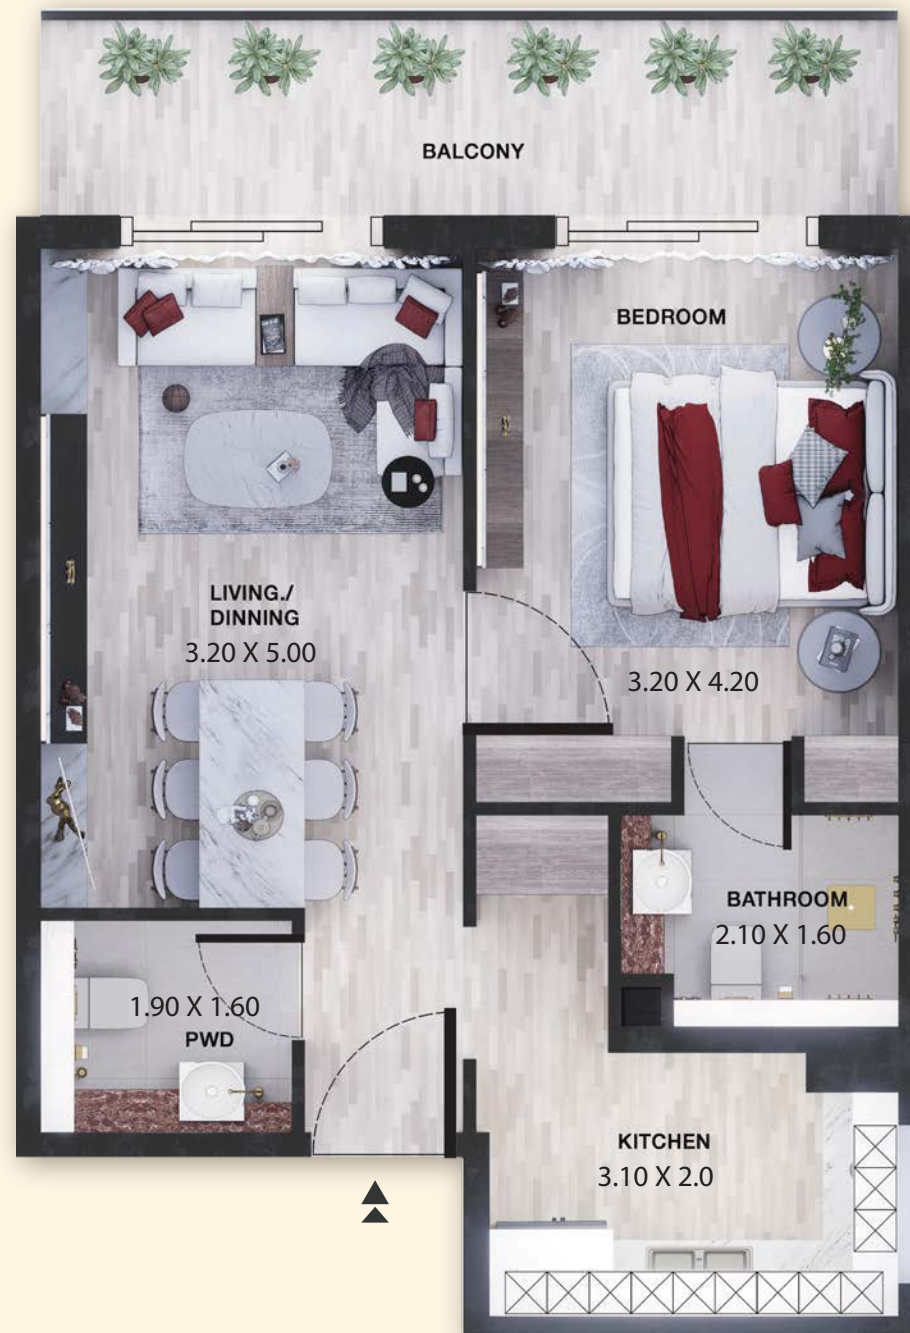 BALCONY
BEDROOM
LIVING./
DINNING
3.20 X 5.00
3.20 X 4.20
BATHROOM
2.10 X 1.60
1.90 X 1.60
PWD
KITCHEN
3.10 X 2.0